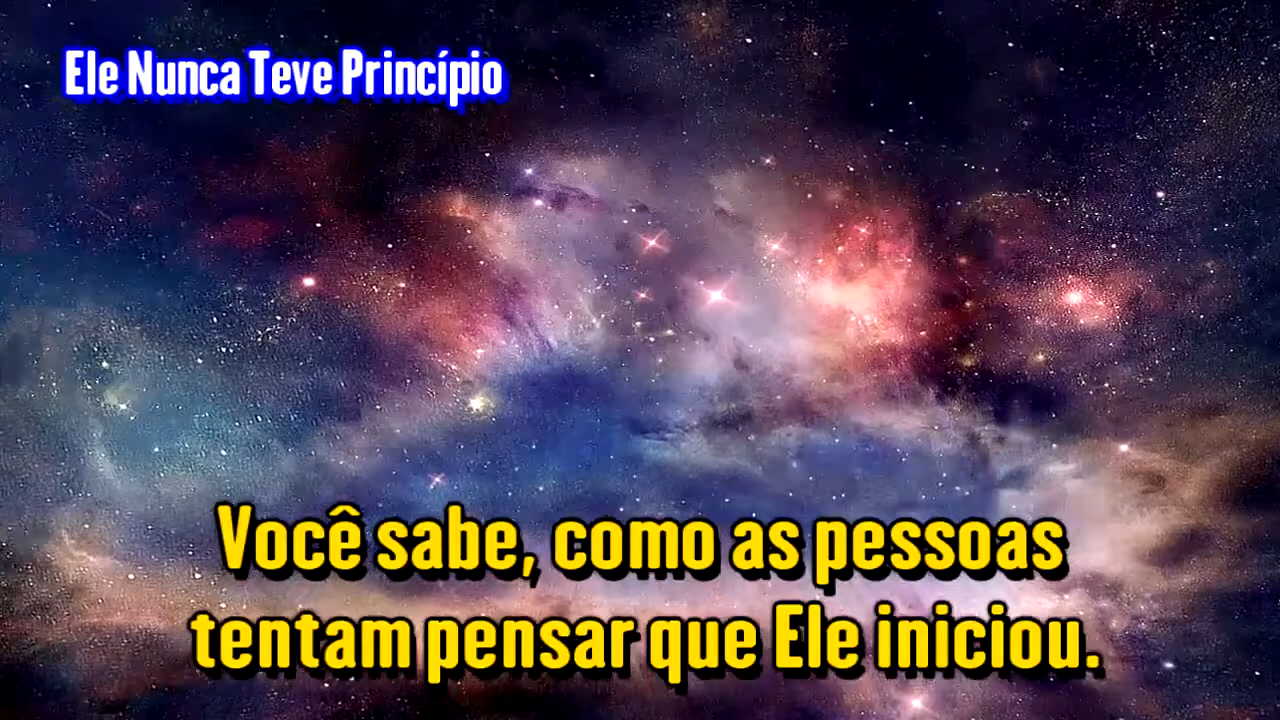 Ele Nunca Teve Princípio
Você sabe, como as pessoas
tentam pensar que Ele iniciou.